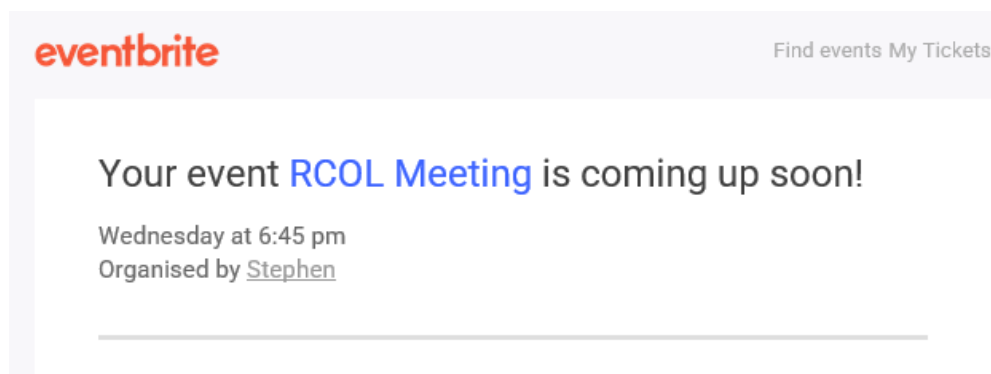 eventbrite
Find events My Tickets
Your event RCOL Meeting is coming up soon!
Wednesday at 6:45 pm
Organised by Stephen